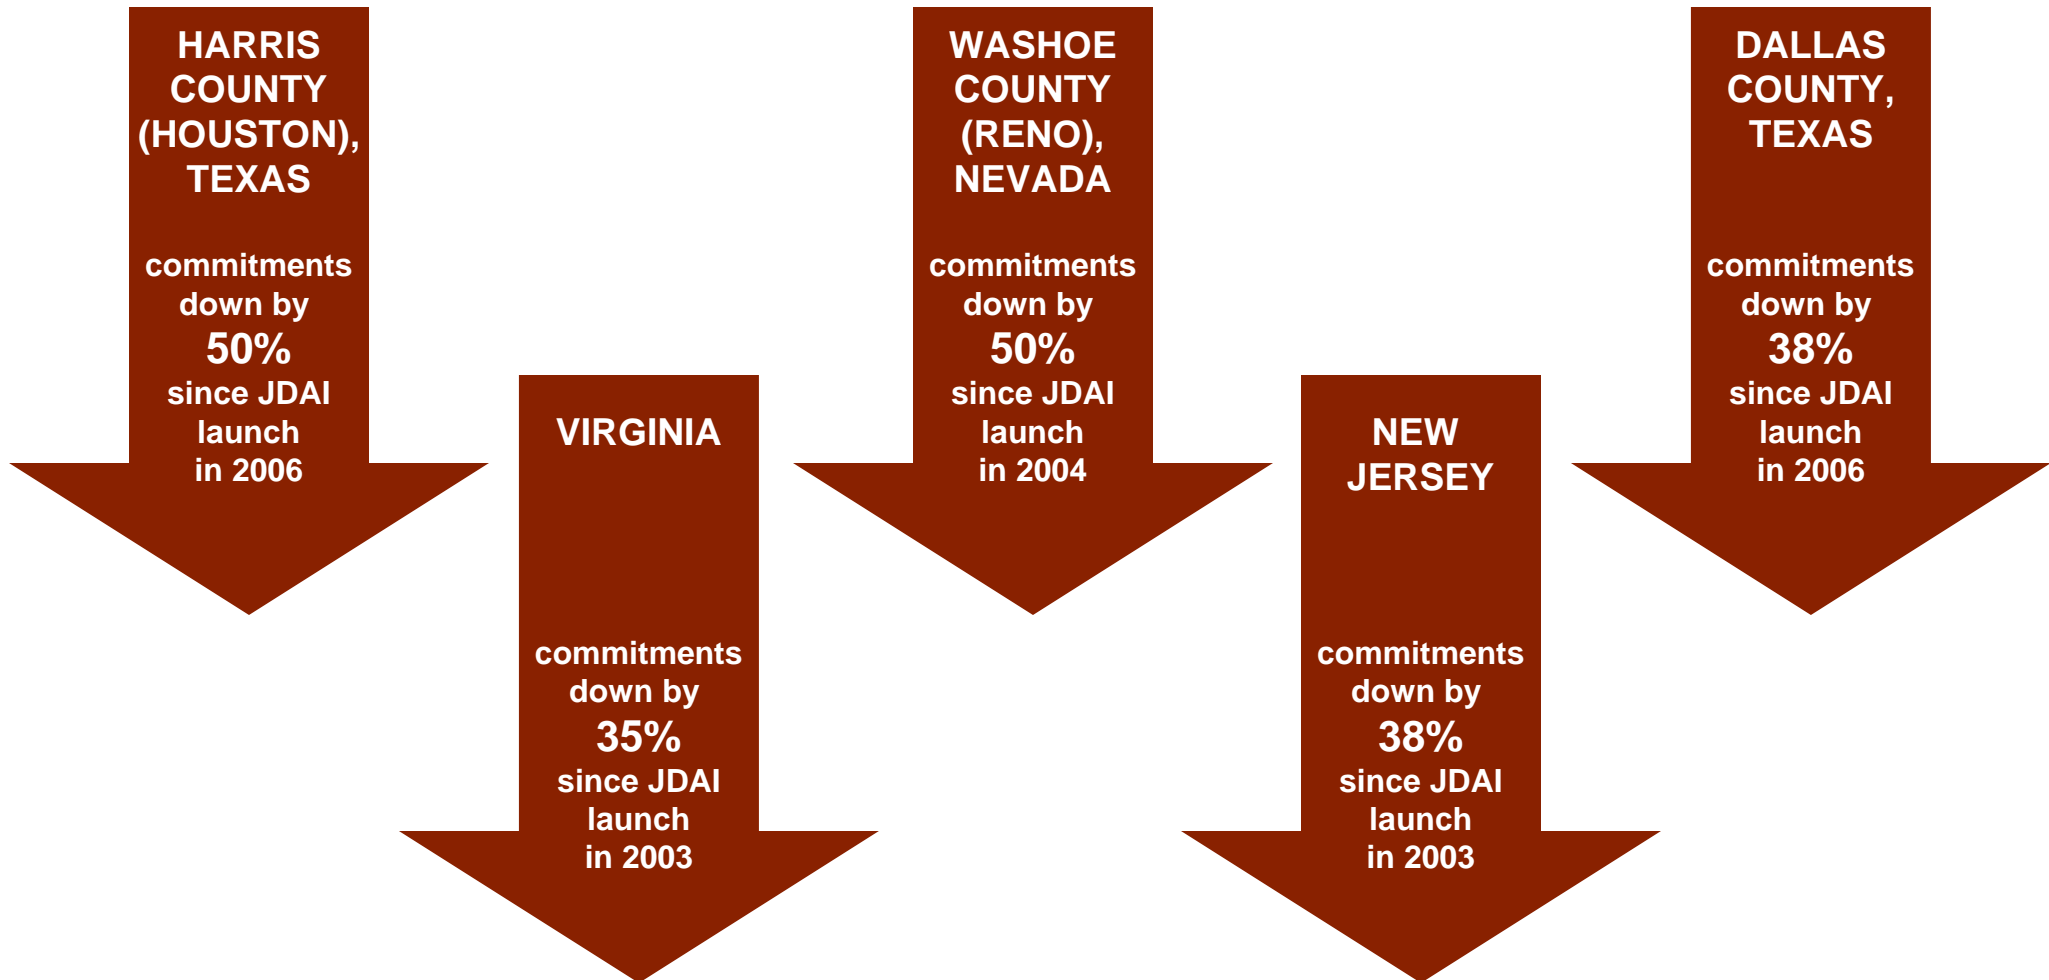 HARRIS
COUNTY
(HOUSTON),
TEXAS
commitments
down by
50%
since JDAI
launch
in 2006
VIRGINIA
commitments
down by
35%
since JDAI
launch
in 2003
WASHOE
COUNTY
(RENO),
NEVADA
commitments
down by
50%
since JDAI
launch
in 2004
NEW
JERSEY
commitments
down by
38%
since JDAI
launch
in 2003
DALLAS
COUNTY,
TEXAS
commitments
down by
38%
since JDAI
launch
in 2006